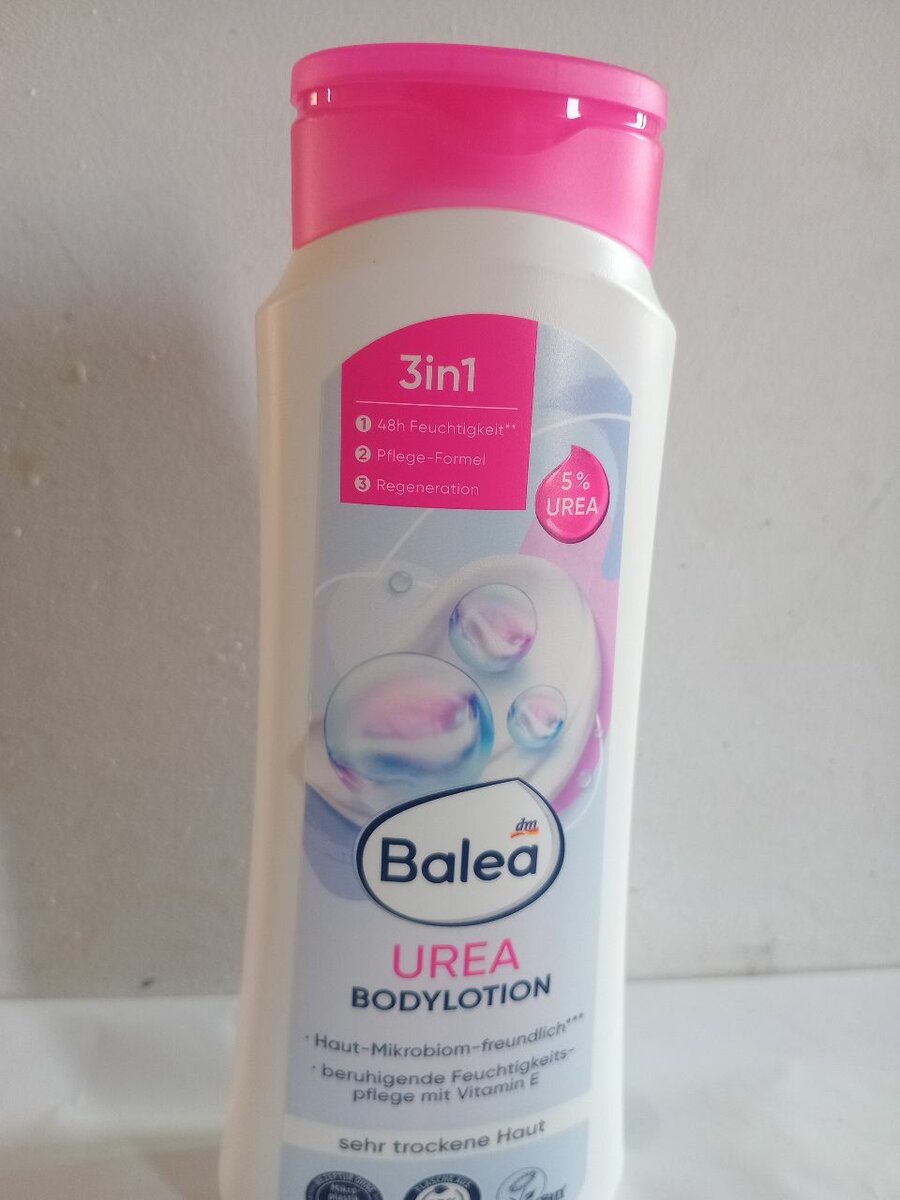 3in1
1 48h Feuchtigkeit**
2 Pflege-Formel
3 Regeneration
5%
UREA
dm
Balea
UREA
BODYLOTION
· Haut-Mikrobiom-freundlich***
· beruhigende Feuchtigkeits-
pflege mit Vitamin E
sehr trockene Haut